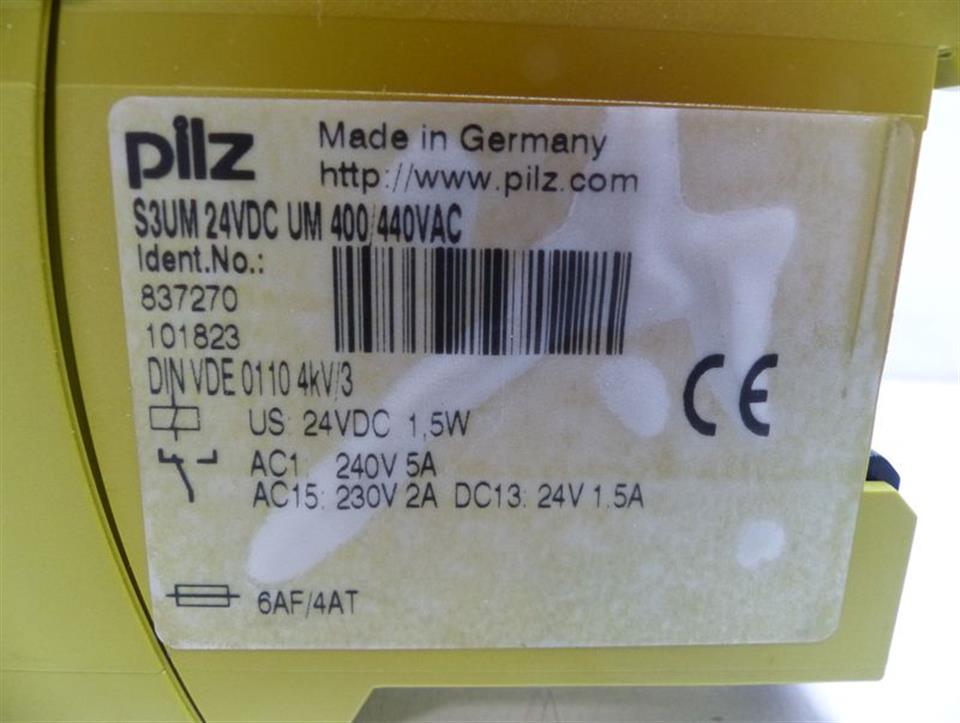 pilz Made in Germany
http://www.pilz.com
S3UM 24VDC UM 400/440VAC
Ident.No.:
837270
101823
DIN VDE 0110 4kV/3
US: 24VDC 1,5W
AC1 240V 5A
AC15: 230V 2A DC13: 24V 1.5A
6AF/4AT
CE